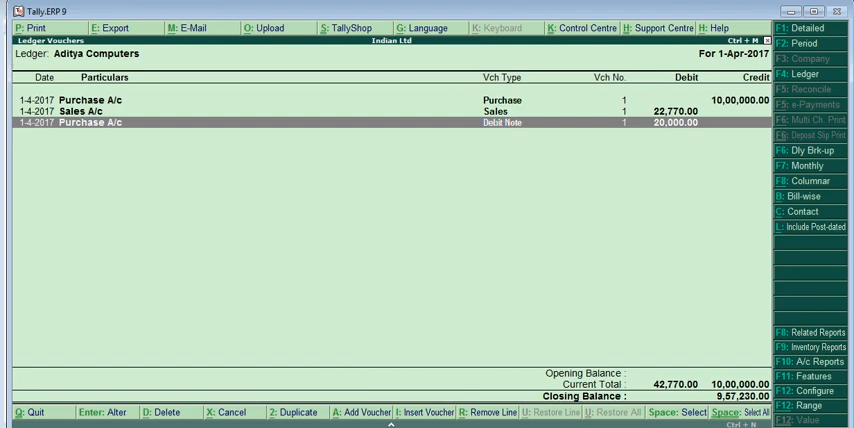 Tally.ERP 9
P: Print E: Export M: E-Mail O: Upload S: TallyShop G: Language K: Keyboard K: Control Centre H: Support Centre H: Help
Ledger Vouchers Indian Ltd Ctrl + M
Ledger: Aditya Computers For 1-Apr-2017
Date Particulars Vch Type Vch No. Debit Credit
1-4-2017 Purchase A/c Purchase 1 10,00,000.00
1-4-2017 Sales A/c Sales 1 22,770.00
1-4-2017 Purchase A/c Debit Note 1 20,000.00
Opening Balance :
Current Total : 42,770.00 10,00,000.00
Closing Balance : 9,57,230.00
Q: Quit Enter: Alter D: Delete X: Cancel 2: Duplicate A: Add Voucher I: Insert Voucher R: Remove Line U: Restore Line U: Restore All Space: Select Space: Select All
Ctrl + N
F1: Detailed
F2: Period
F3: Company
F4: Ledger
F5: Reconcile
F5: e-Payments
F6: Multi Ch. Print
F6: Deposit Slip Print
F6: Dly Brk-up
F7: Monthly
F8: Columnar
B: Bill-wise
C: Contact
L: Include Post-dated
F8: Related Reports
F9: Inventory Reports
F10: A/c Reports
F11: Features
F12: Configure
F12: Range
F12: Value